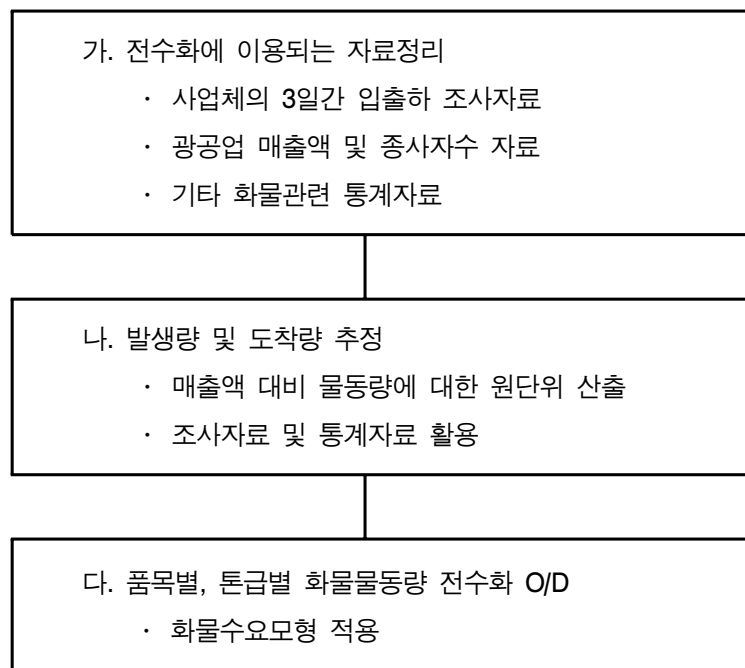 가. 전수화에 이용되는 자료정리
· 사업체의 3일간 입출하 조사자료
· 광공업 매출액 및 종사자수 자료
· 기타 화물관련 통계자료
나. 발생량 및 도착량 추정
· 매출액 대비 물동량에 대한 원단위 산출
· 조사자료 및 통계자료 활용
다. 품목별, 톤급별 화물물동량 전수화 O/D
· 화물수요모형 적용